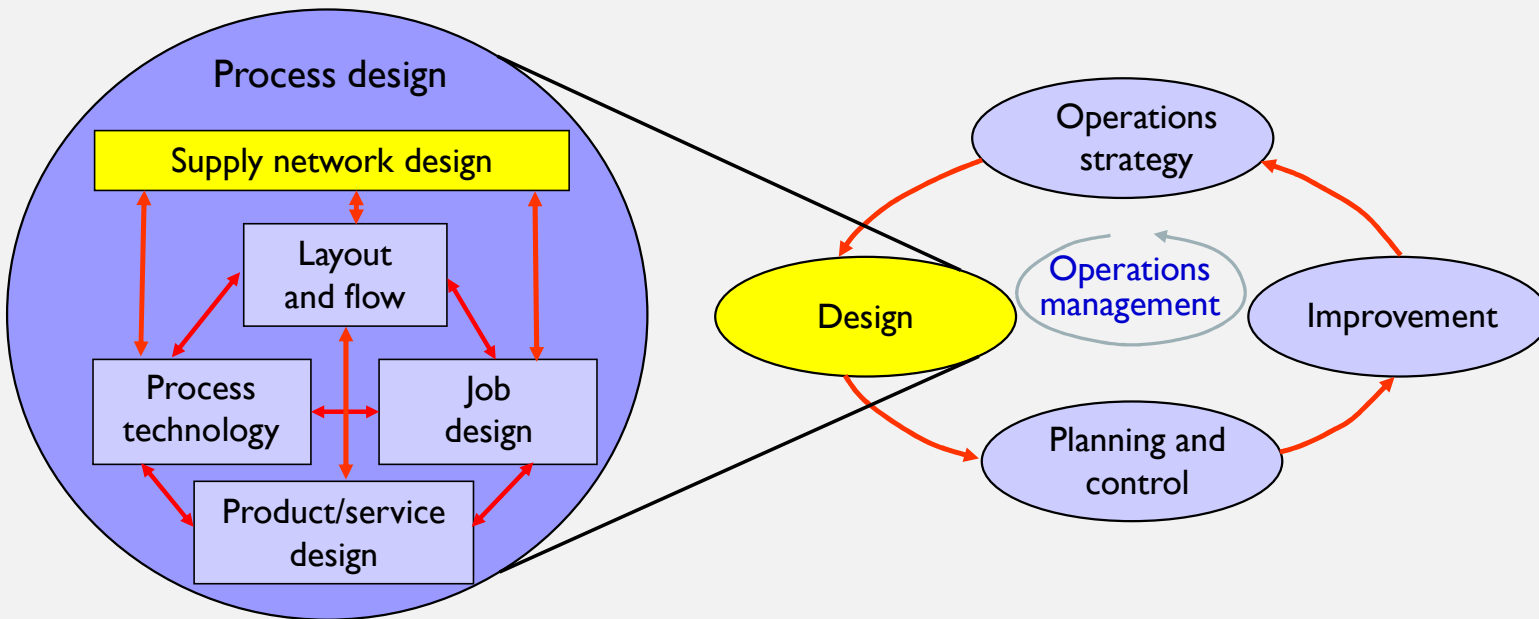 Process design
Supply network design
Layout
and flow
Process
technology
Job
design
Product/service
design
Operations
strategy
Design
Operations
management
Improvement
Planning and
control